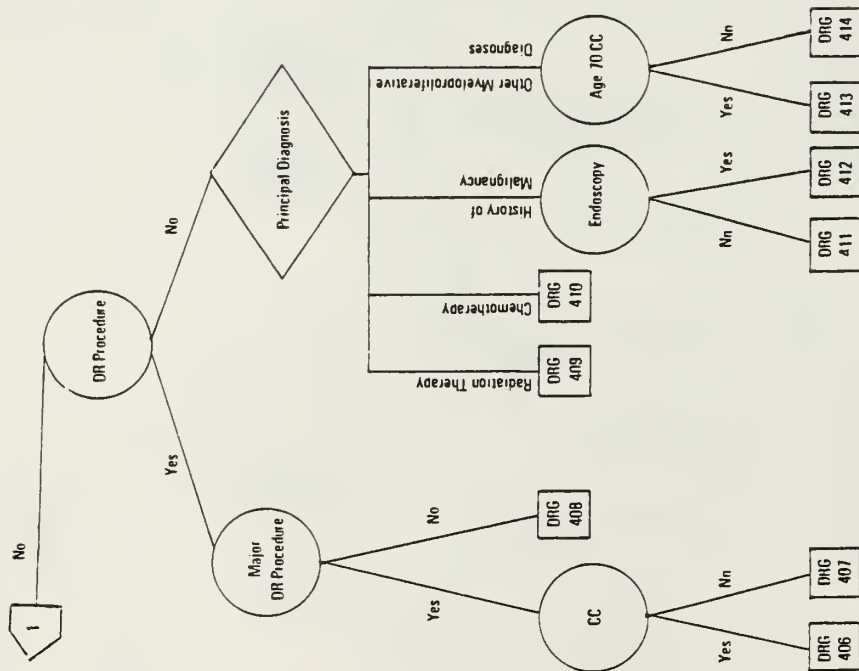 1
No
OR Procedure
Yes
No
Major
OR Procedure
Principal Diagnosis
Yes
No
CC
DRG
408
Yes
No
DRG
406
DRG
407
Radiation Therapy
DRG
409
Chemotherapy
DRG
410
History of
Malignancy
Endoscopy
No
Yes
DRG
411
DRG
412
Other Myeloproliferative
Diagnoses
Age 70 CC
Yes
No
DRG
413
DRG
414